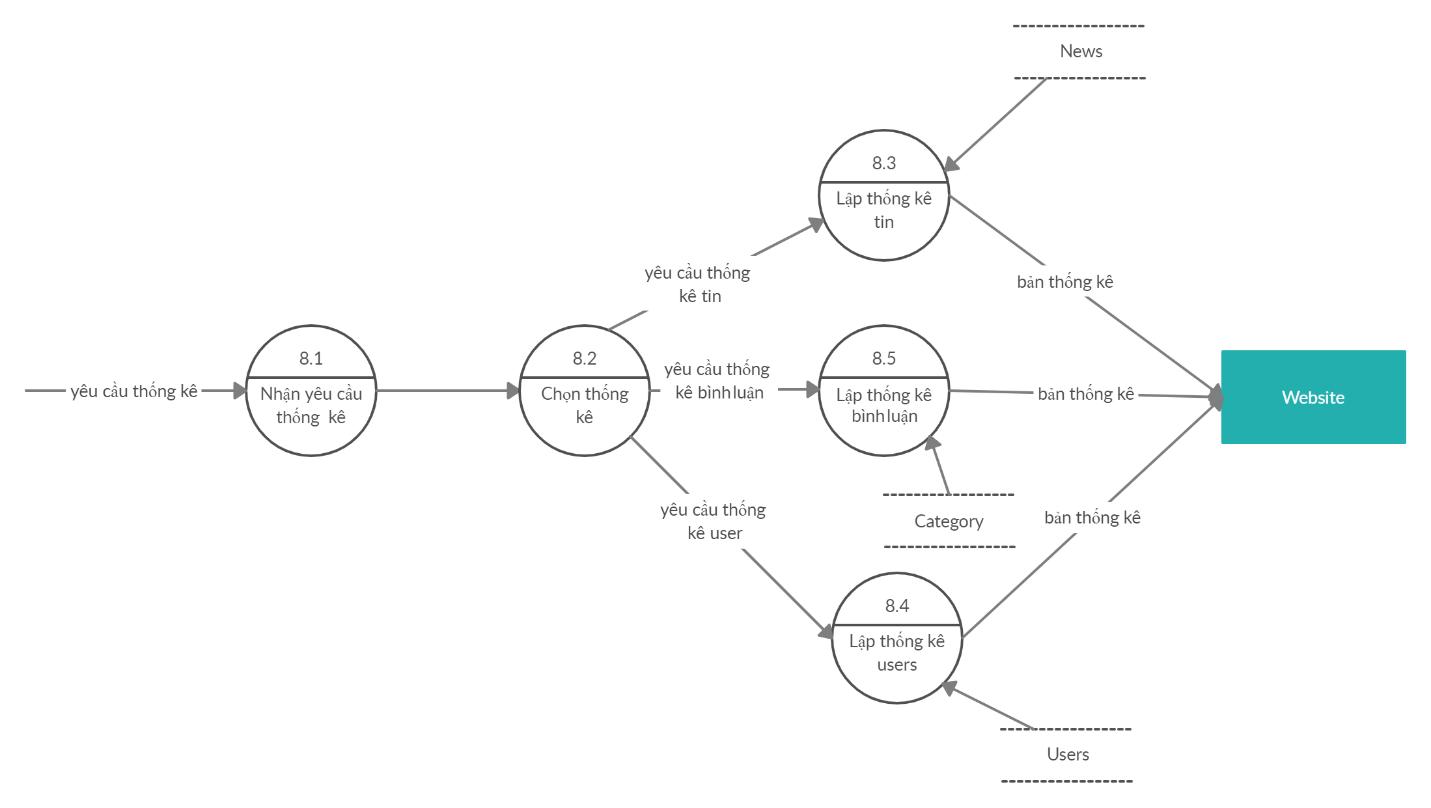 News
8.3
Lập thống kê
tin
yêu cầu thống
kê tin
bản thống kê
8.1
Nhận yêu cầu
thống kê
8.2
Chọn thống
kê
yêu cầu thống
kê bình luận
8.5
Lập thống kê
bình luận
yêu cầu thống kê
bản thống kê
Website
yêu cầu thống
kê user
Category
bản thống kê
8.4
Lập thống kê
users
Users